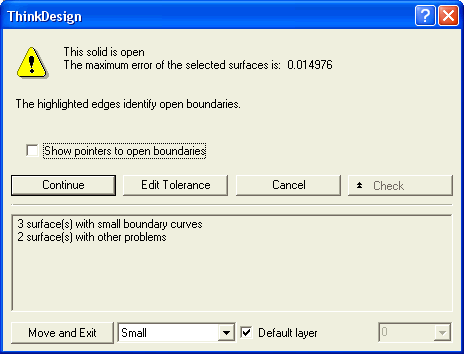 ThinkDesign
This solid is open
The maximum error of the selected surfaces is: 0.014976
The highlighted edges identify open boundaries.
Show pointers to open boundaries
Continue Edit Tolerance Cancel Check
3 surface(s) with small boundary curves
2 surface(s) with other problems
Move and Exit Small Default layer 0